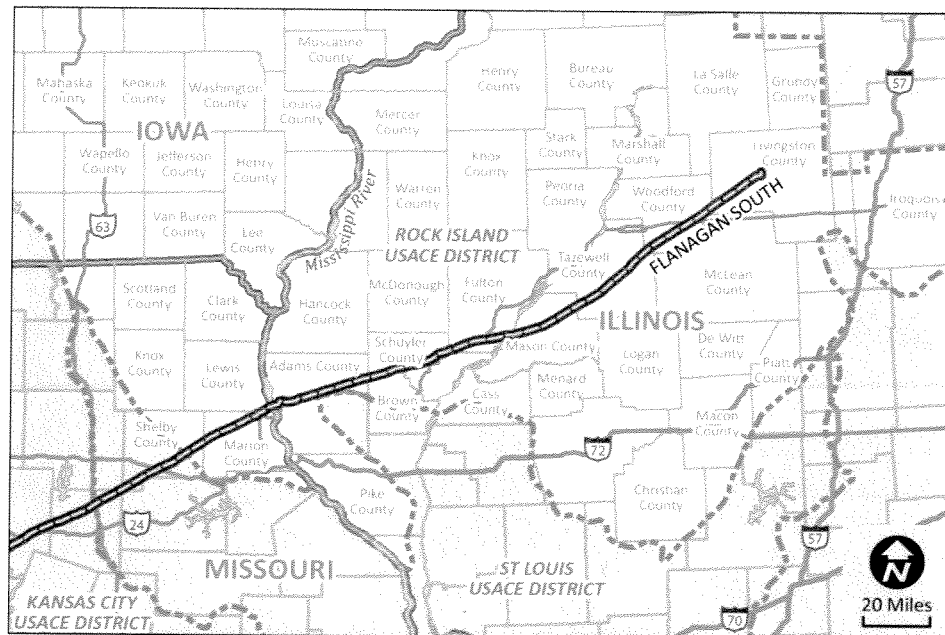 Muscatine
County
Mahaska
County
Keokuk
County
Washington
County
Louisa
County
Henry
County
Bureau
County
La Salle
County
Grundy
County
57
IOWA
Mercer
County
Wapello
County
Jefferson
County
Henry
County
Knox
County
Stark
County
Marshall
County
Livingston
County
Warren
County
Peoria
County
Woodford
County
Iroquois
County
63
Van Buren
County
Lee
County
Mississippi River
ROCK ISLAND
USACE DISTRICT
FLANAGAN SOUTH
Tazewell
County
McLean
County
Scotland
County
Clark
County
Hancock
County
McDonough
County
Fulton
County
ILLINOIS
Knox
County
Lewis
County
Adams County
Schuyler
County
Mason County
Logan
County
De Witt
County
Piatt
County
Brown
County
Cass
County
Menard
County
Macon
County
Shelby
County
Marion
County
72
Pike
County
Christian
County
24
57
MISSOURI
ST LOUIS
USACE DISTRICT
KANSAS CITY
USACE DISTRICT
70
N
20 Miles